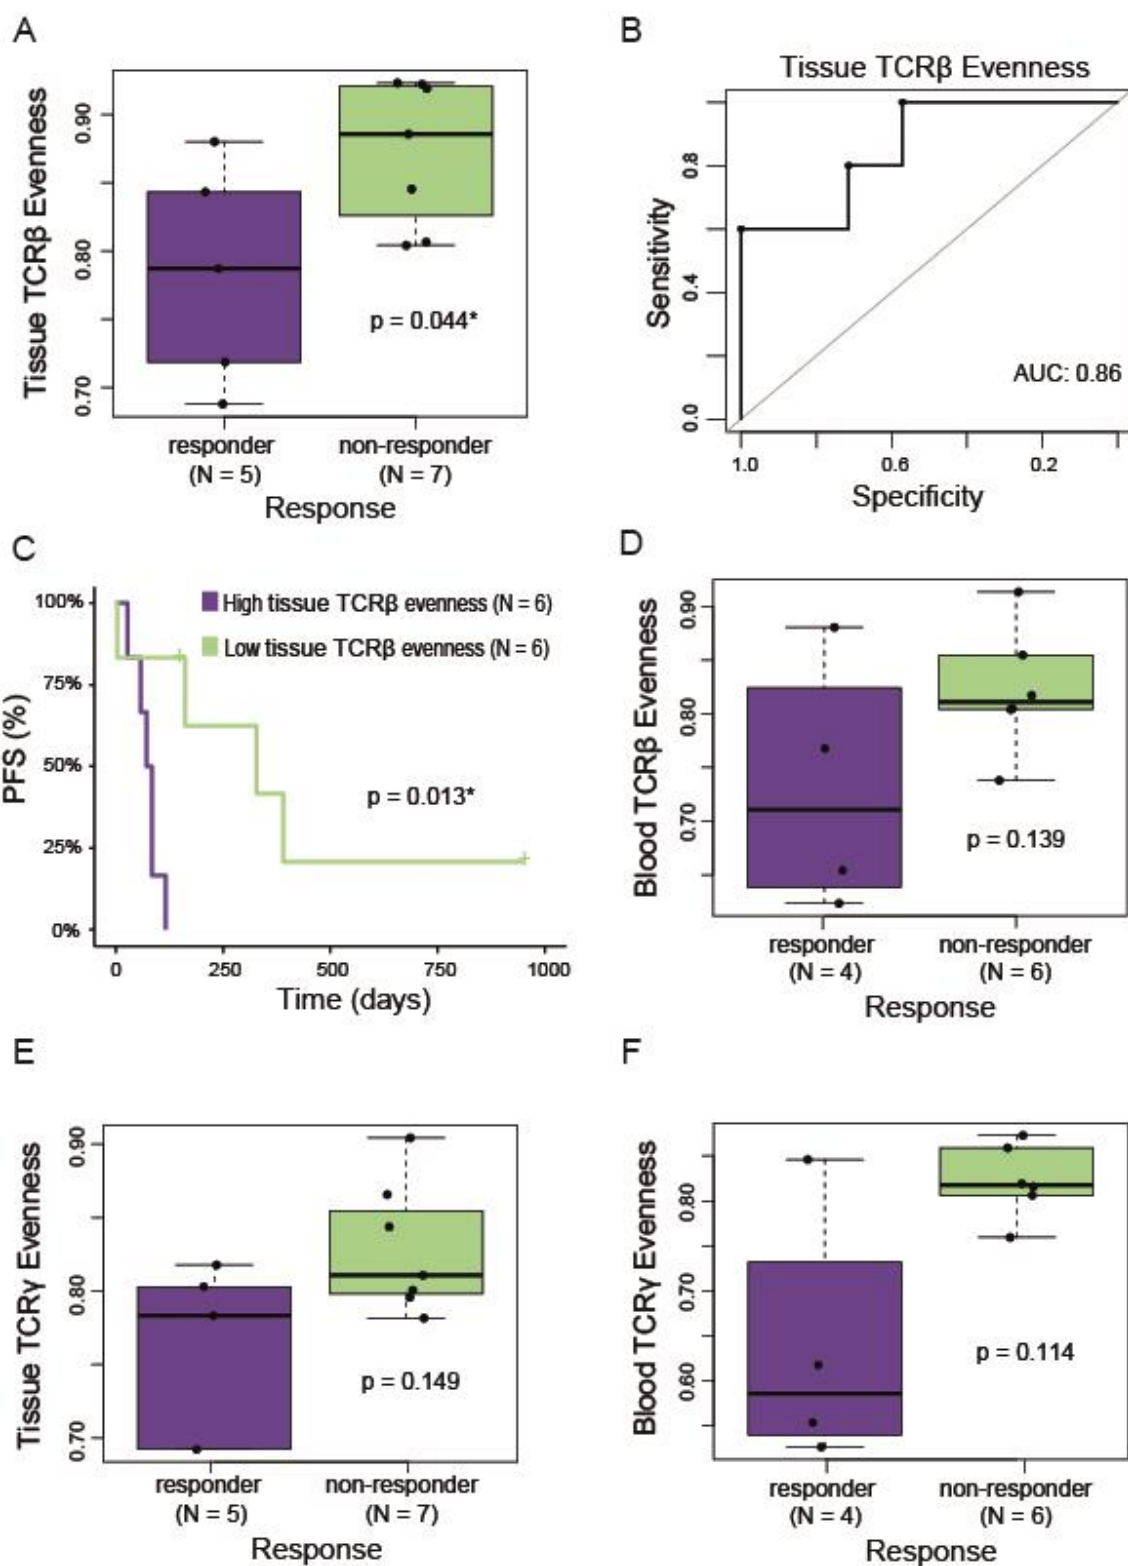 A
Tissue TCRβ Evenness
0.90
0.80
0.70
p = 0.044*
responder
(N = 5)
non-responder
(N = 7)
Response
B
Tissue TCRβ Evenness
Sensitivity
0.8
0.4
0.0
AUC: 0.86
1.0
0.6
0.2
Specificity
C
PFS (%)
100%
75%
50%
25%
0%
High tissue TCRβ evenness (N = 6)
Low tissue TCRβ evenness (N = 6)
p = 0.013*
0
250
500
750
1000
Time (days)
D
Blood TCRβ Evenness
0.90
0.80
0.70
p = 0.139
responder
(N = 4)
non-responder
(N = 6)
Response
E
Tissue TCRγ Evenness
0.90
0.80
0.70
p = 0.149
responder
(N = 5)
non-responder
(N = 7)
Response
F
Blood TCRγ Evenness
0.80
0.70
0.60
p = 0.114
responder
(N = 4)
non-responder
(N = 6)
Response